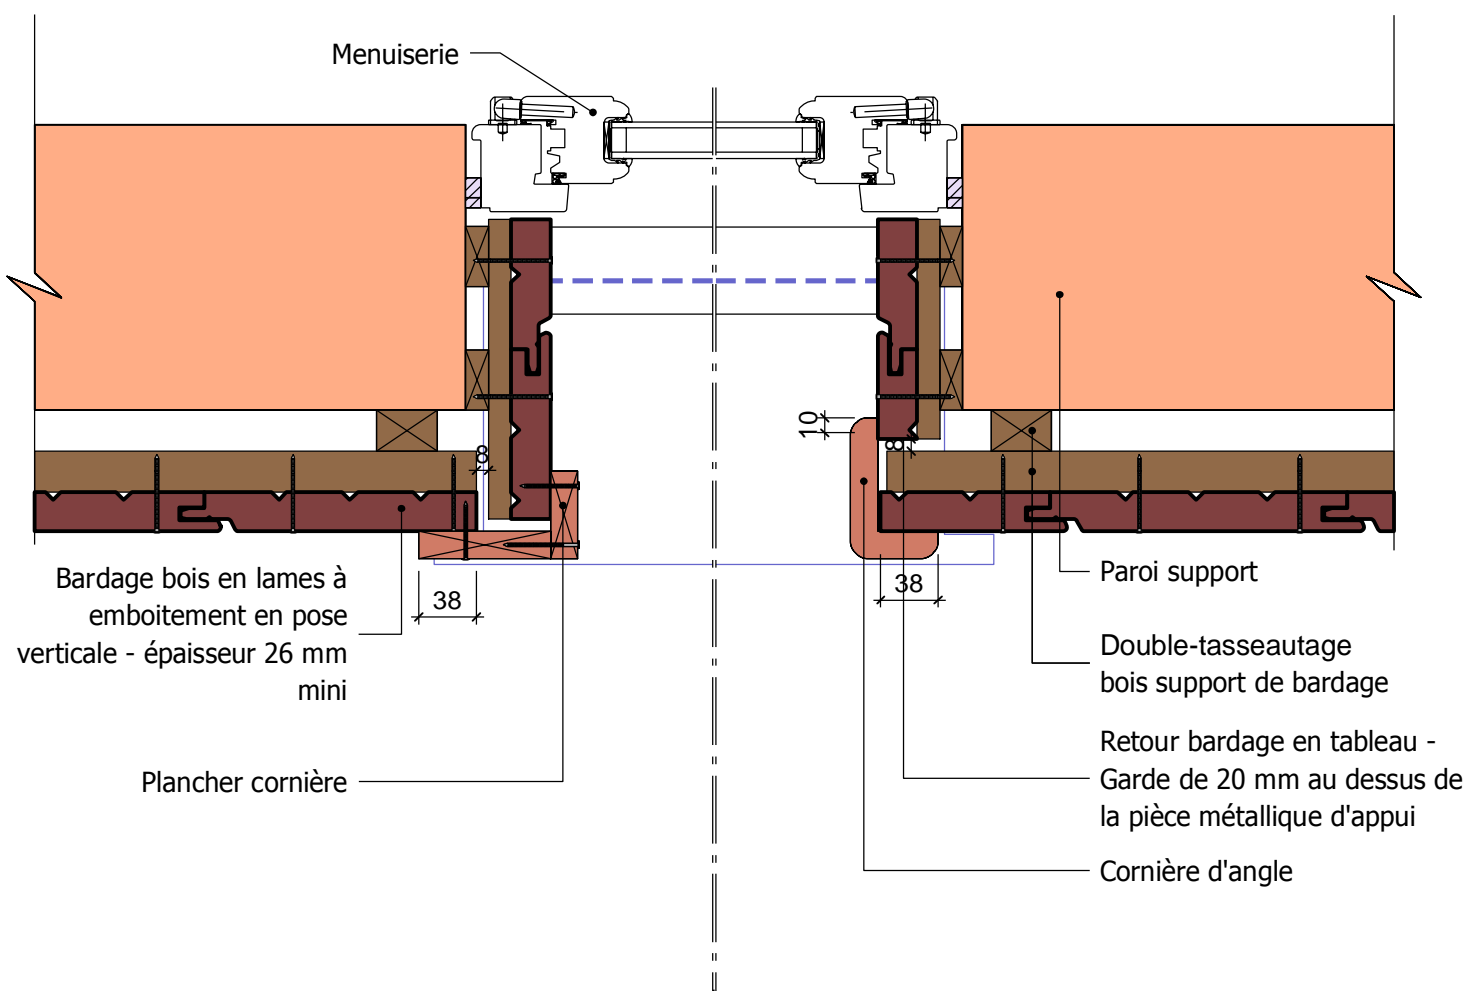 Menuiserie
10
8
8
38
38
Bardage bois en lames à
emboitement en pose
verticale - épaisseur 26 mm
mini
Plancher cornière
Paroi support
Double-tasseautage
bois support de bardage
Retour bardage en tableau -
Garde de 20 mm au dessus de
la pièce métallique d'appui
Cornière d'angle